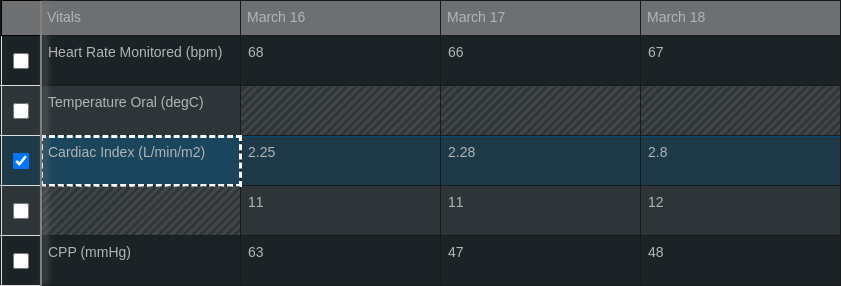 Vitals March 16 March 17 March 18
Heart Rate Monitored (bpm) 68 66 67
Temperature Oral (degC)
Cardiac Index (L/min/m2) 2.25 2.28 2.8
11 11 12
CPP (mmHg) 63 47 48